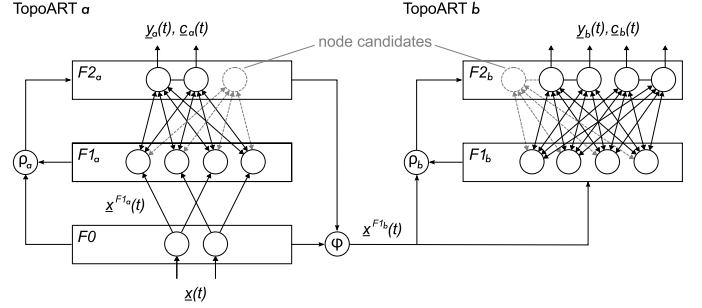 TopoART a
TopoART b
y_a(t), c_a(t)
y_b(t), c_b(t)
node candidates
F2_a
F2_b
ρ_a
F1_a
ρ_b
F1_b
x^F1_a(t)
x^F1_b(t)
F0
φ
x(t)